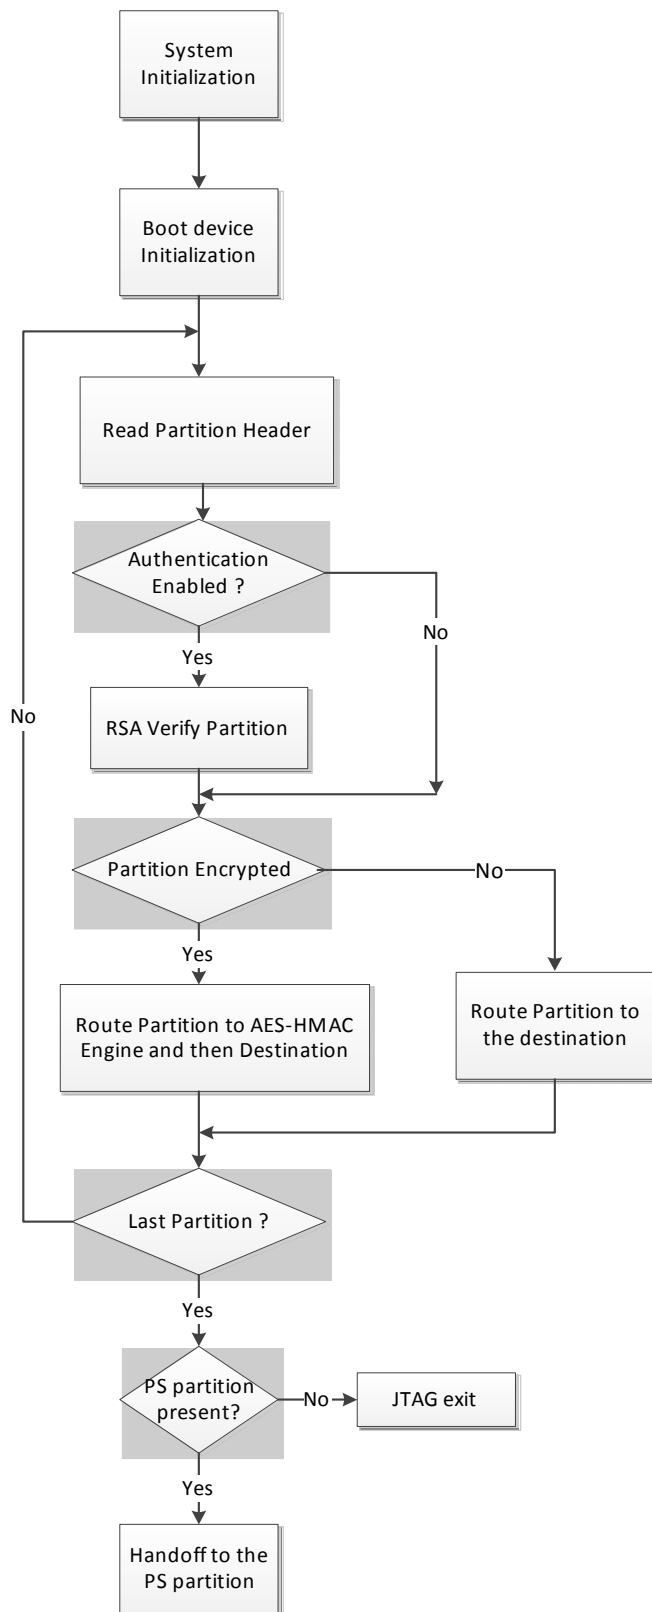 System
Initialization
Boot device
Initialization
Read Partition Header
Authentication
Enabled ?
No
Yes
No
RSA Verify Partition
Partition Encrypted
No
Yes
Route Partition to AES-HMAC
Engine and then Destination
Route Partition to
the destination
Last Partition ?
Yes
PS partition
present?
No
JTAG exit
Yes
Handoff to the
PS partition